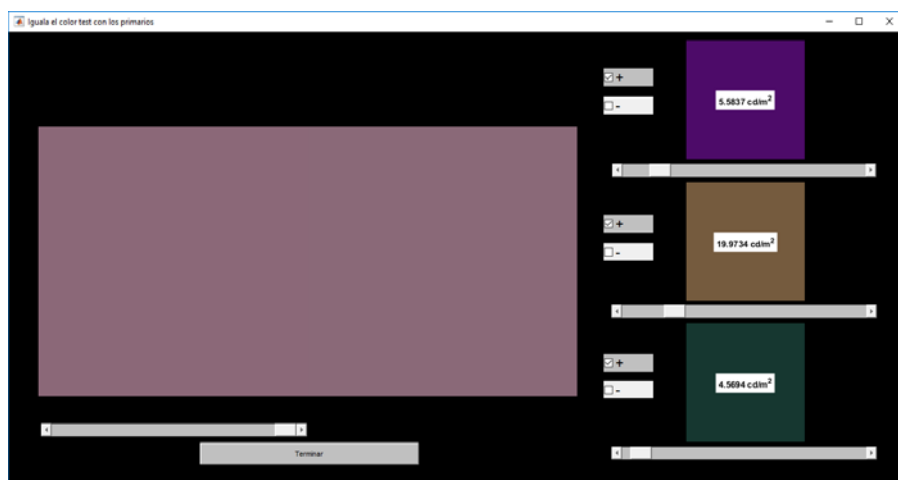 Iguala el color test con los primarios
+
-
5.5837 cd/m²
+
-
19.9734 cd/m²
+
-
4.5694 cd/m²
Terminar